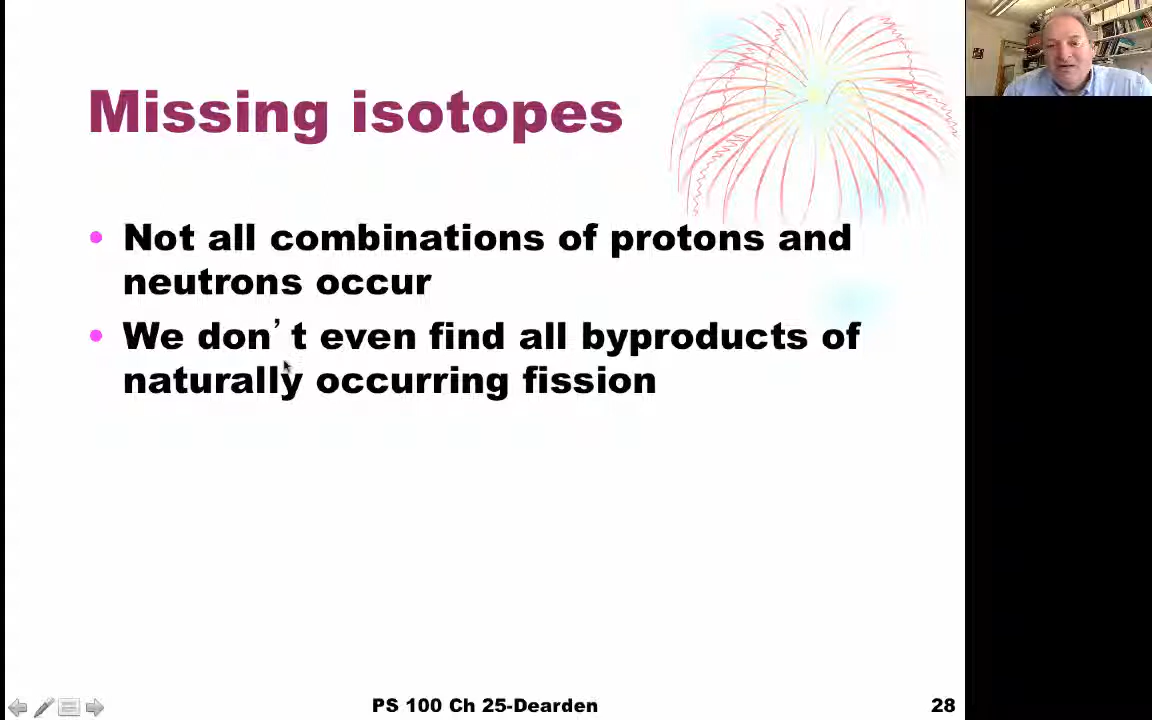 Missing isotopes
• Not all combinations of protons and
neutrons occur
• We don’t even find all byproducts of
naturally occurring fission
PS 100 Ch 25-Dearden
28